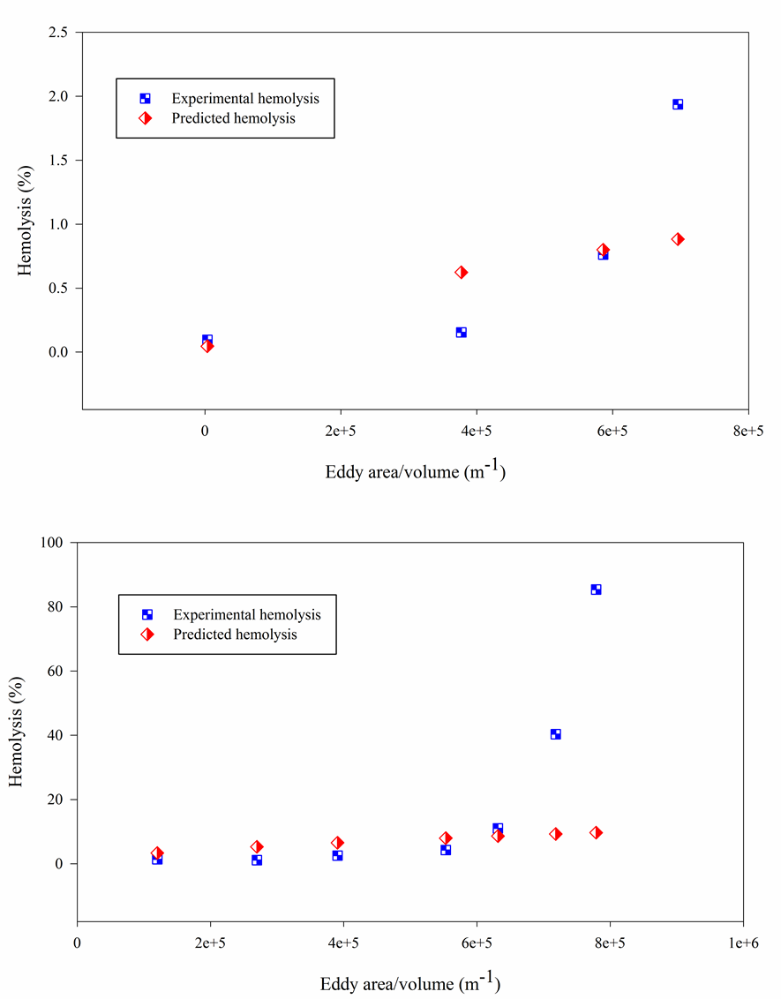 2.5
Experimental hemolysis
Predicted hemolysis
2.0
1.5
1.0
0.5
0.0
Hemolysis (%)
0 2e+5 4e+5 6e+5 8e+5
Eddy area/volume (m-1)
100
Experimental hemolysis
Predicted hemolysis
80
60
40
20
0
Hemolysis (%)
0 2e+5 4e+5 6e+5 8e+5 1e+6
Eddy area/volume (m-1)